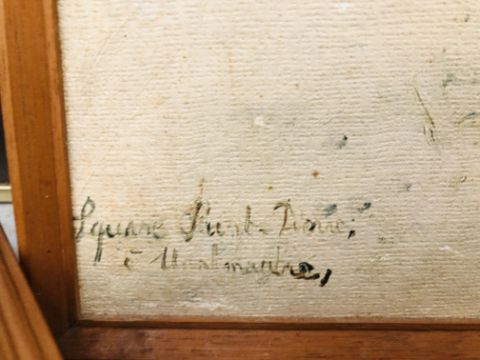 Square Saint-Pierre,
à Montmartre,